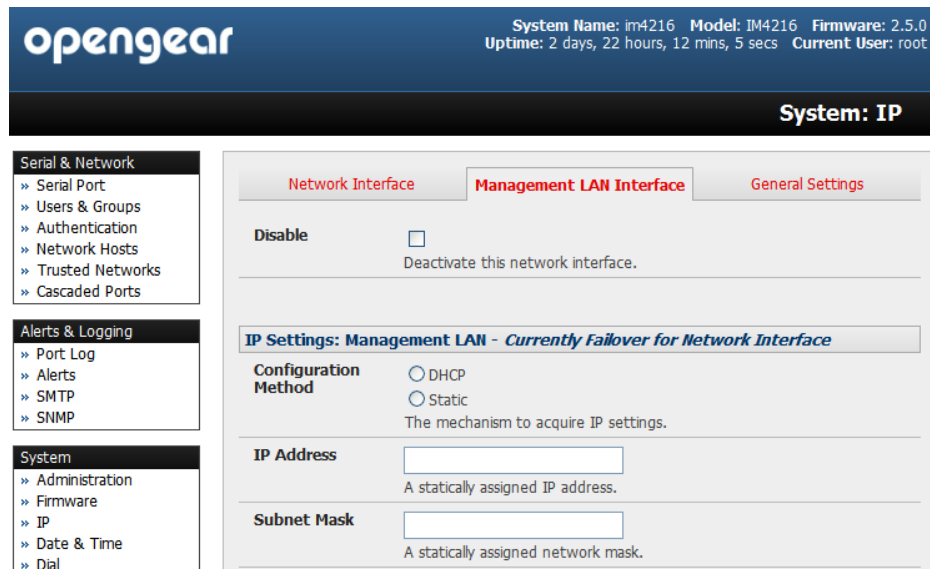 opengear
System Name: im4216 Model: IM4216 Firmware: 2.5.0
Uptime: 2 days, 22 hours, 12 mins, 5 secs Current User: root
System: IP
Serial & Network
» Serial Port
» Users & Groups
» Authentication
» Network Hosts
» Trusted Networks
» Cascaded Ports
Alerts & Logging
» Port Log
» Alerts
» SMTP
» SNMP
System
» Administration
» Firmware
» IP
» Date & Time
» Dial
Network Interface
Management LAN Interface
General Settings
Disable
Deactivate this network interface.
IP Settings: Management LAN - Currently Failover for Network Interface
Configuration
Method
DHCP
Static
The mechanism to acquire IP settings.
IP Address
A statically assigned IP address.
Subnet Mask
A statically assigned network mask.